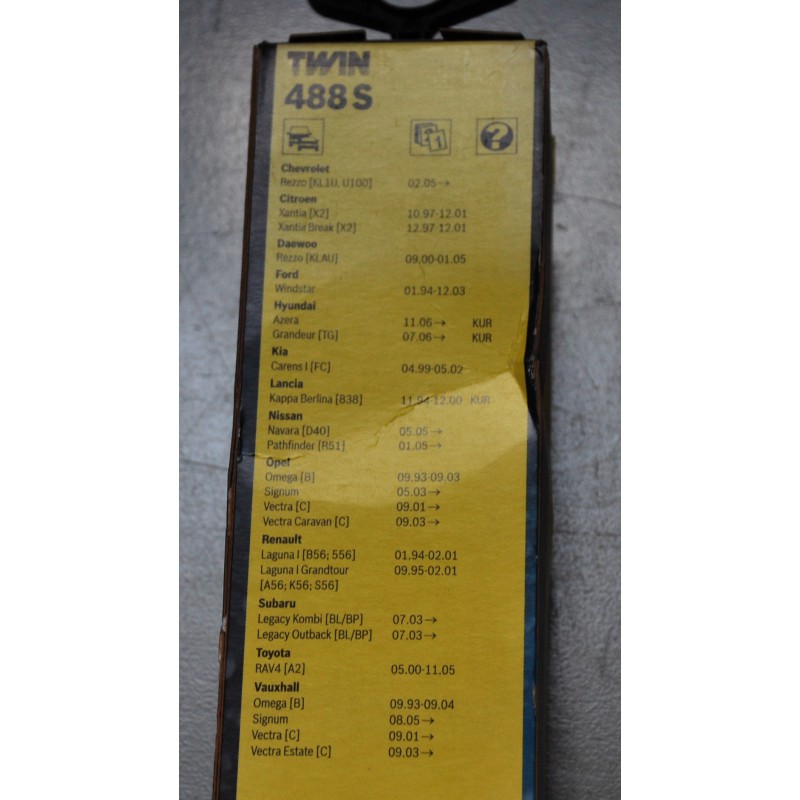 TWIN
488 S
Chevrolet
Rezzo [KL1U, U100] 02.05→
Citroen
Xantia [X2] 10.97-12.01
Xantia Break [X2] 12.97-12.01
Daewoo
Rezzo [KLAU] 09.00-01.05
Ford
Windstar 01.94-12.03
Hyundai
Azera 11.06→ KUR
Grandeur [TG] 07.06→ KUR
Kia
Carens I [FC] 04.99-05.02
Lancia
Kappa Berlina [838] 11.94-12.00 KUR
Nissan
Navara [D40] 05.05→
Pathfinder [R51] 01.05→
Opel
Omega [B] 09.93-09.03
Signum 05.03→
Vectra [C] 09.01→
Vectra Caravan [C] 09.03→
Renault
Laguna I [B56; 556] 01.94-02.01
Laguna I Grandtour 09.95-02.01
[A56; K56; S56]
Subaru
Legacy Kombi [BL/BP] 07.03→
Legacy Outback [BL/BP] 07.03→
Toyota
RAV4 [A2] 05.00-11.05
Vauxhall
Omega [B] 09.93-09.04
Signum 08.05→
Vectra [C] 09.01→
Vectra Estate [C] 09.03→